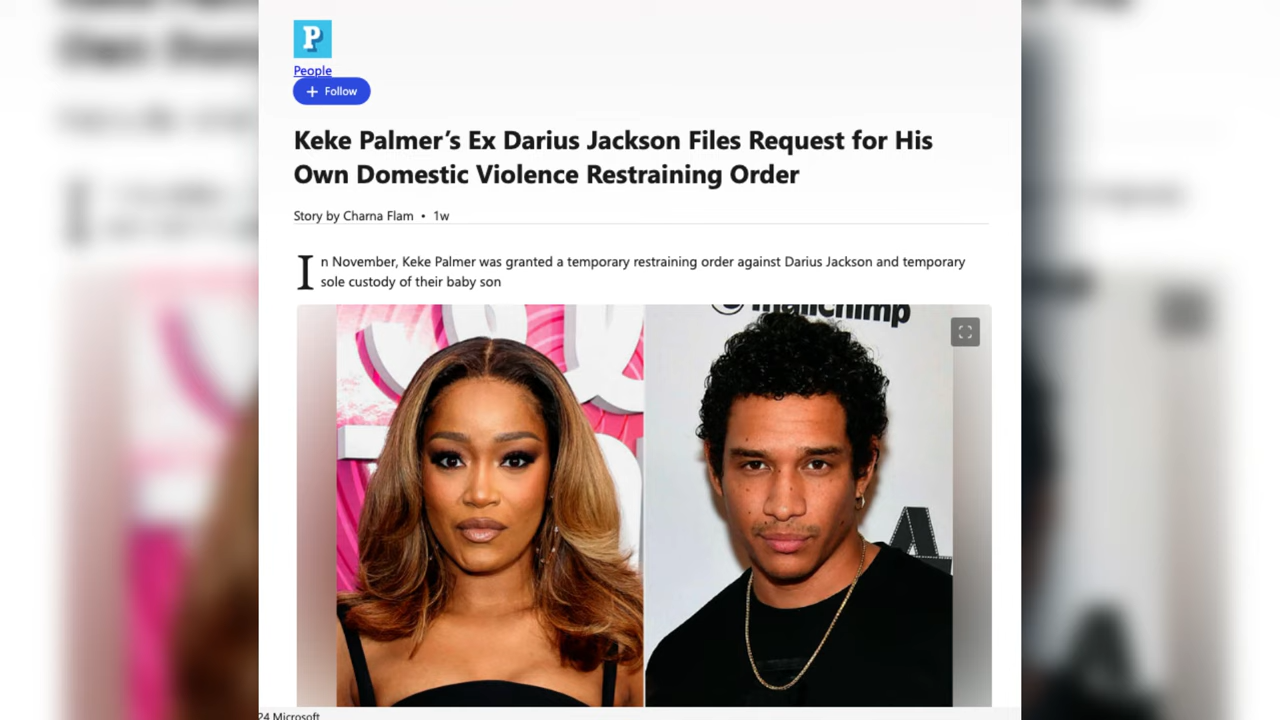 P
People
+ Follow
Keke Palmer’s Ex Darius Jackson Files Request for His
Own Domestic Violence Restraining Order
Story by Charna Flam • 1w
In November, Keke Palmer was granted a temporary restraining order against Darius Jackson and temporary
sole custody of their baby son
mailchimp
A
24 Microsoft